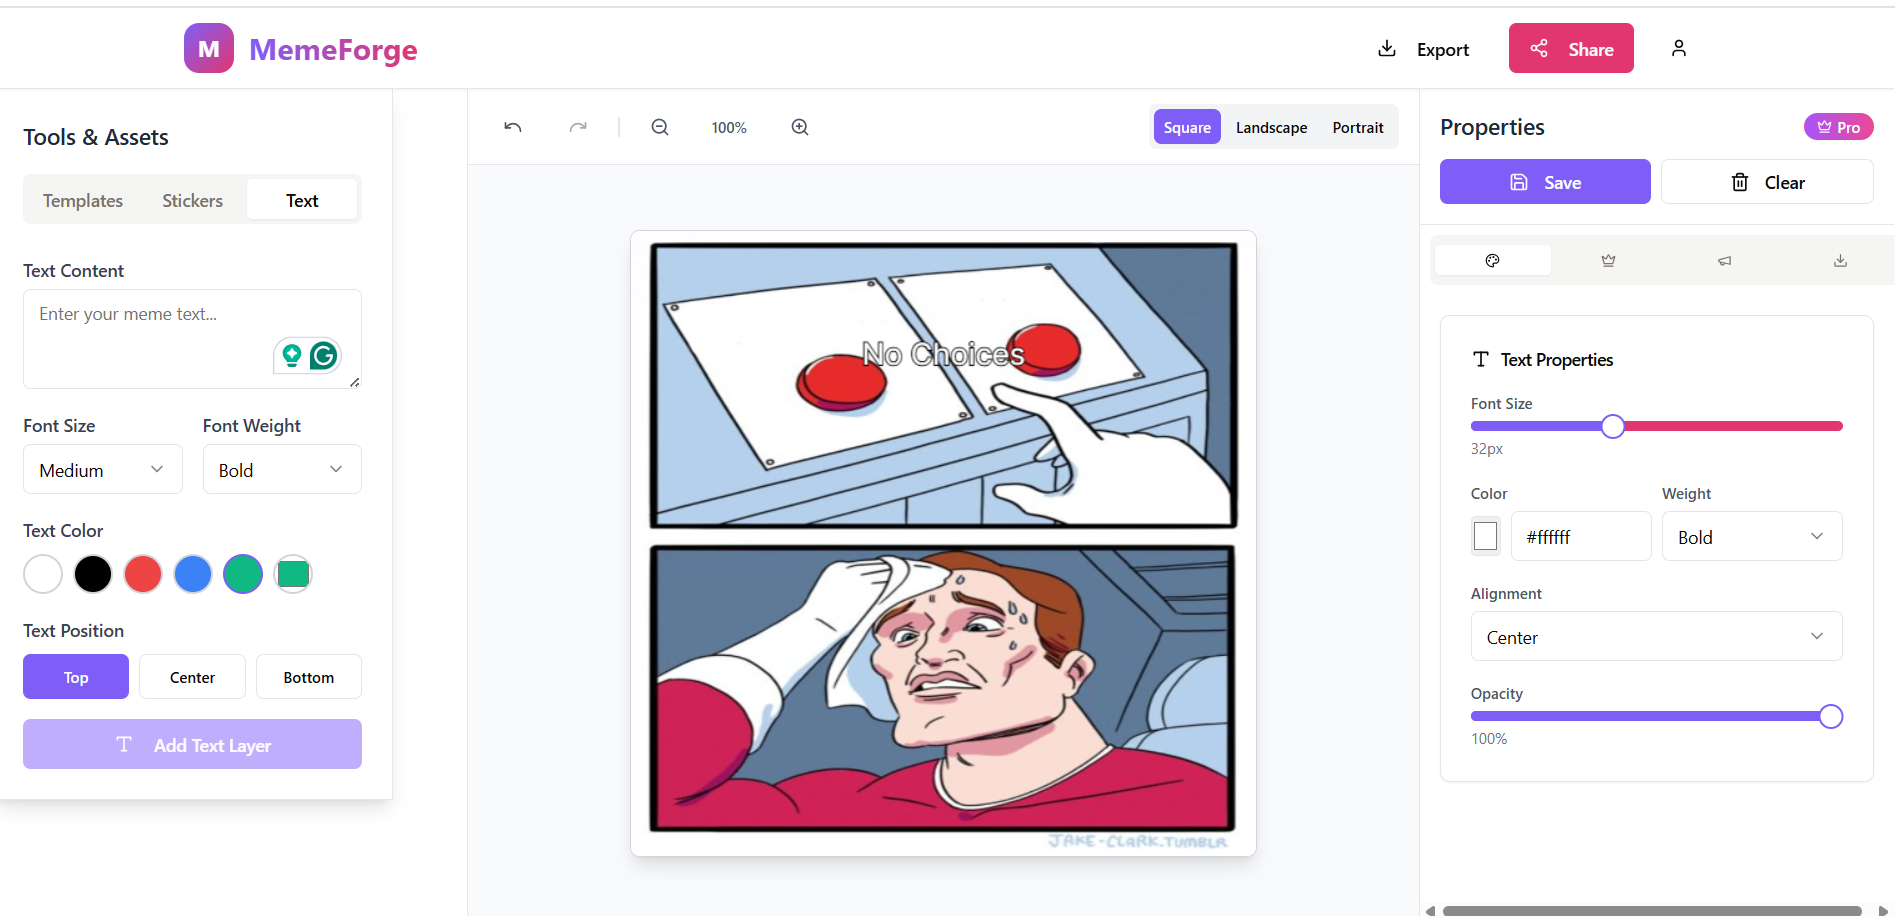 M MemeForge
Export
Share
Tools & Assets
Templates Stickers Text
Text Content
Enter your meme text...
Font Size Font Weight
Medium Bold
Text Color
Text Position
Top Center Bottom
Add Text Layer
100%
Square Landscape Portrait
No Choices
JAKE-CLARK.TUMBLR
Properties
Pro
Save Clear
Text Properties
Font Size
32px
Color Weight
#ffffff Bold
Alignment
Center
Opacity
100%